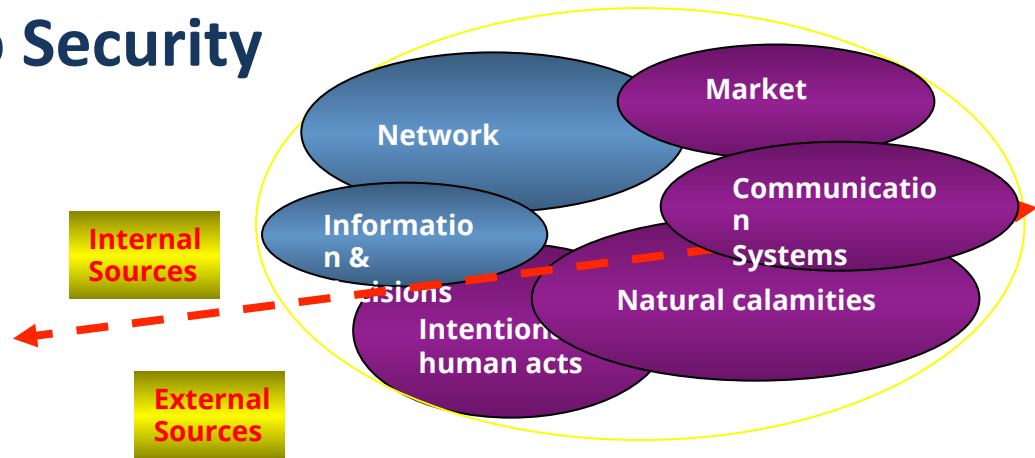 Security
Market
Network
Communicatio
n
Systems
Informatio
n &
Internal
Sources
Natural calamities
human acts
External
Sources